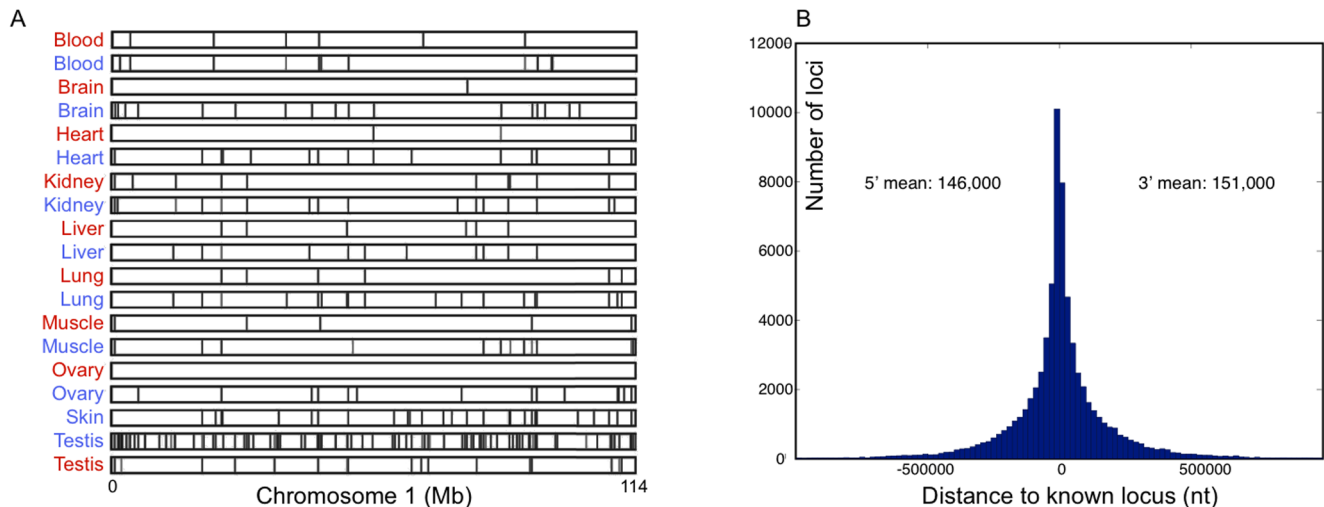 A
Blood
Blood
Brain
Brain
Heart
Heart
Kidney
Kidney
Liver
Liver
Lung
Lung
Muscle
Muscle
Ovary
Ovary
Skin
Testis
Testis
0
114
Chromosome 1 (Mb)
B
12000
10000
8000
6000
4000
2000
0
Number of loci
5’ mean: 146,000
3’ mean: 151,000
-500000
0
500000
Distance to known locus (nt)